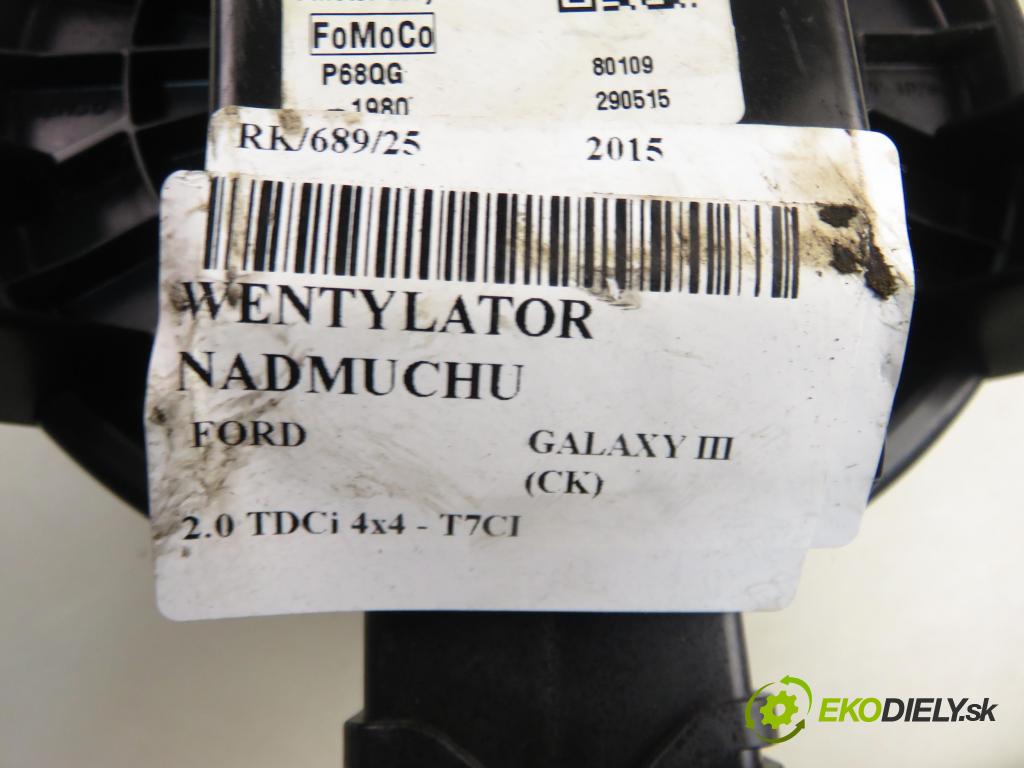 FoMoCo
P68QG 80109
-1980 290515
RK/689/25 2015
WENTYLATOR
NADMUCHU
FORD GALAXY III
(CK)
2.0 TDCi 4x4 - T7CI
EKODIELY.sk